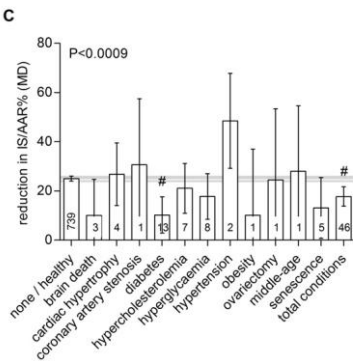 C
P<0.0009
reduction in IS/AAR% (MD)
80
60
40
20
0
#
#
739
3
4
1
13
7
8
2
1
1
1
5
46
none / healthy
brain death
cardiac hypertrophy
coronary artery stenosis
diabetes
hypercholesterolemia
hyperglycaemia
hypertension
obesity
ovariectomy
middle-age
senescence
total conditions